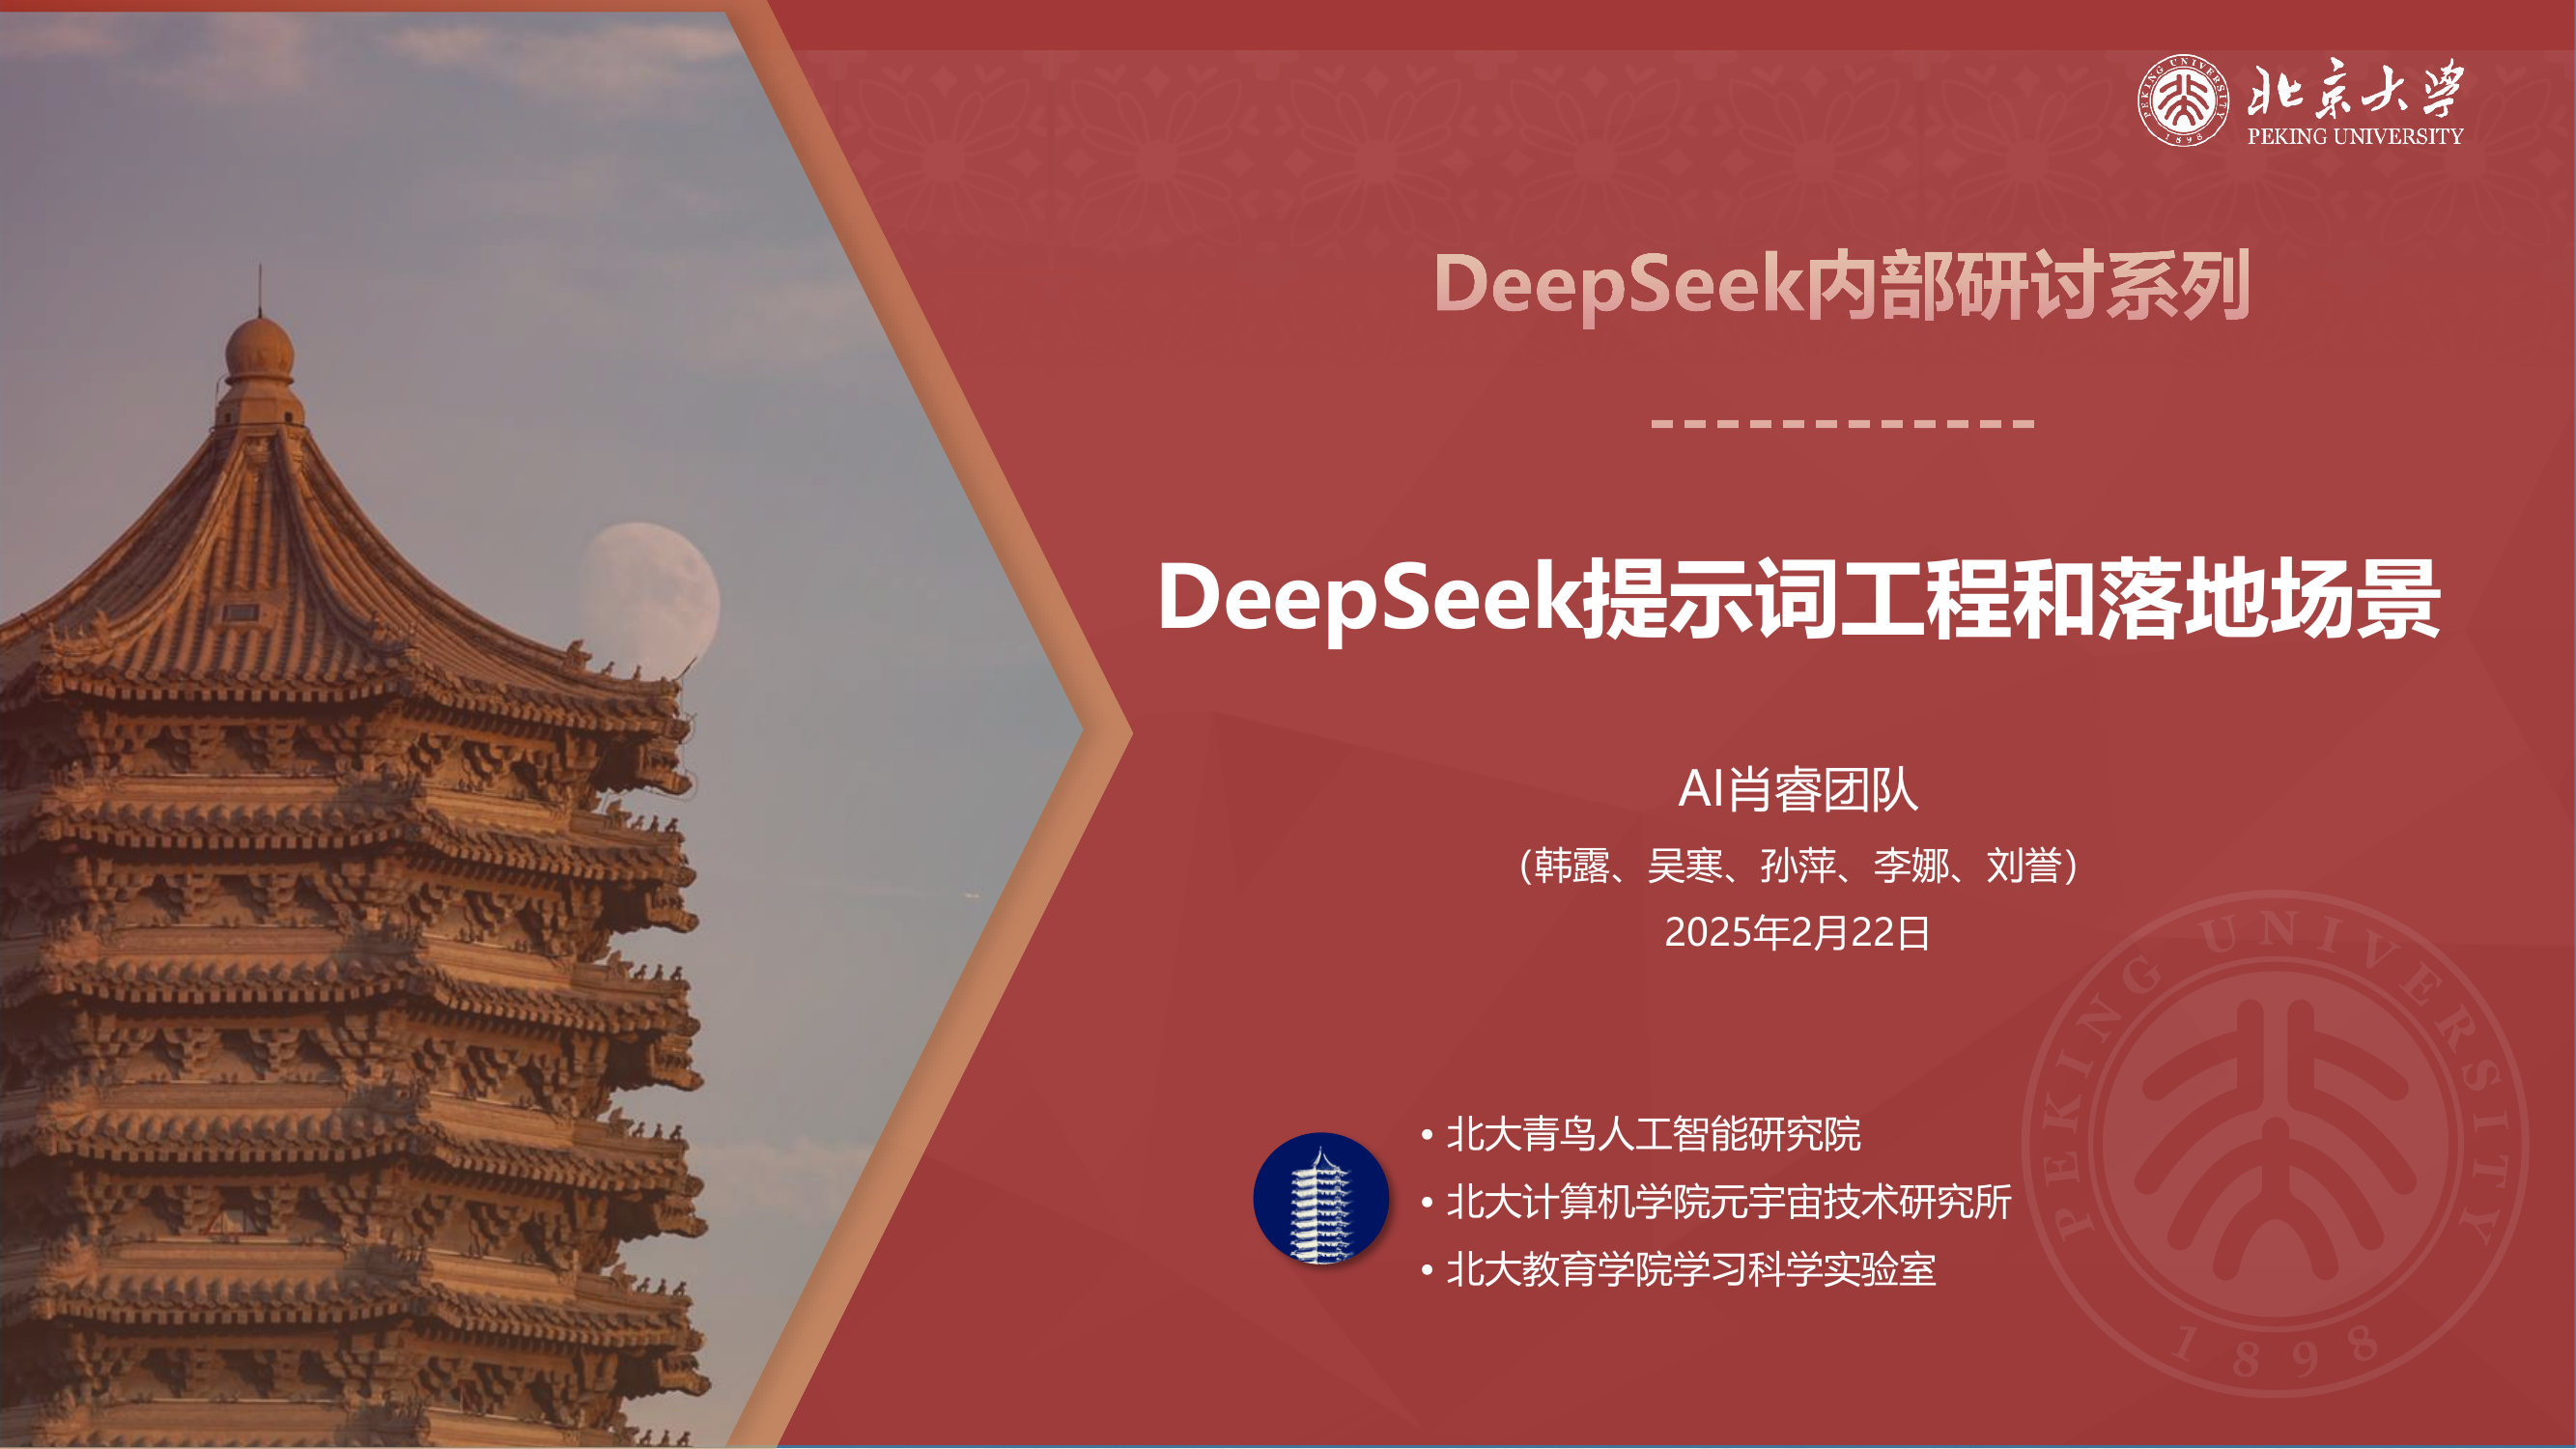 北京大学
PEKING UNIVERSITY
PEKING UNIVERSITY
1898
DeepSeek内部研讨系列
DeepSeek提示词工程和落地场景
AI肖睿团队
（韩露、吴寒、孙萍、李娜、刘誉）
2025年2月22日
• 北大青鸟人工智能研究院
• 北大计算机学院元宇宙技术研究所
• 北大教育学院学习科学实验室
PEKING UNIVERSITY
1898